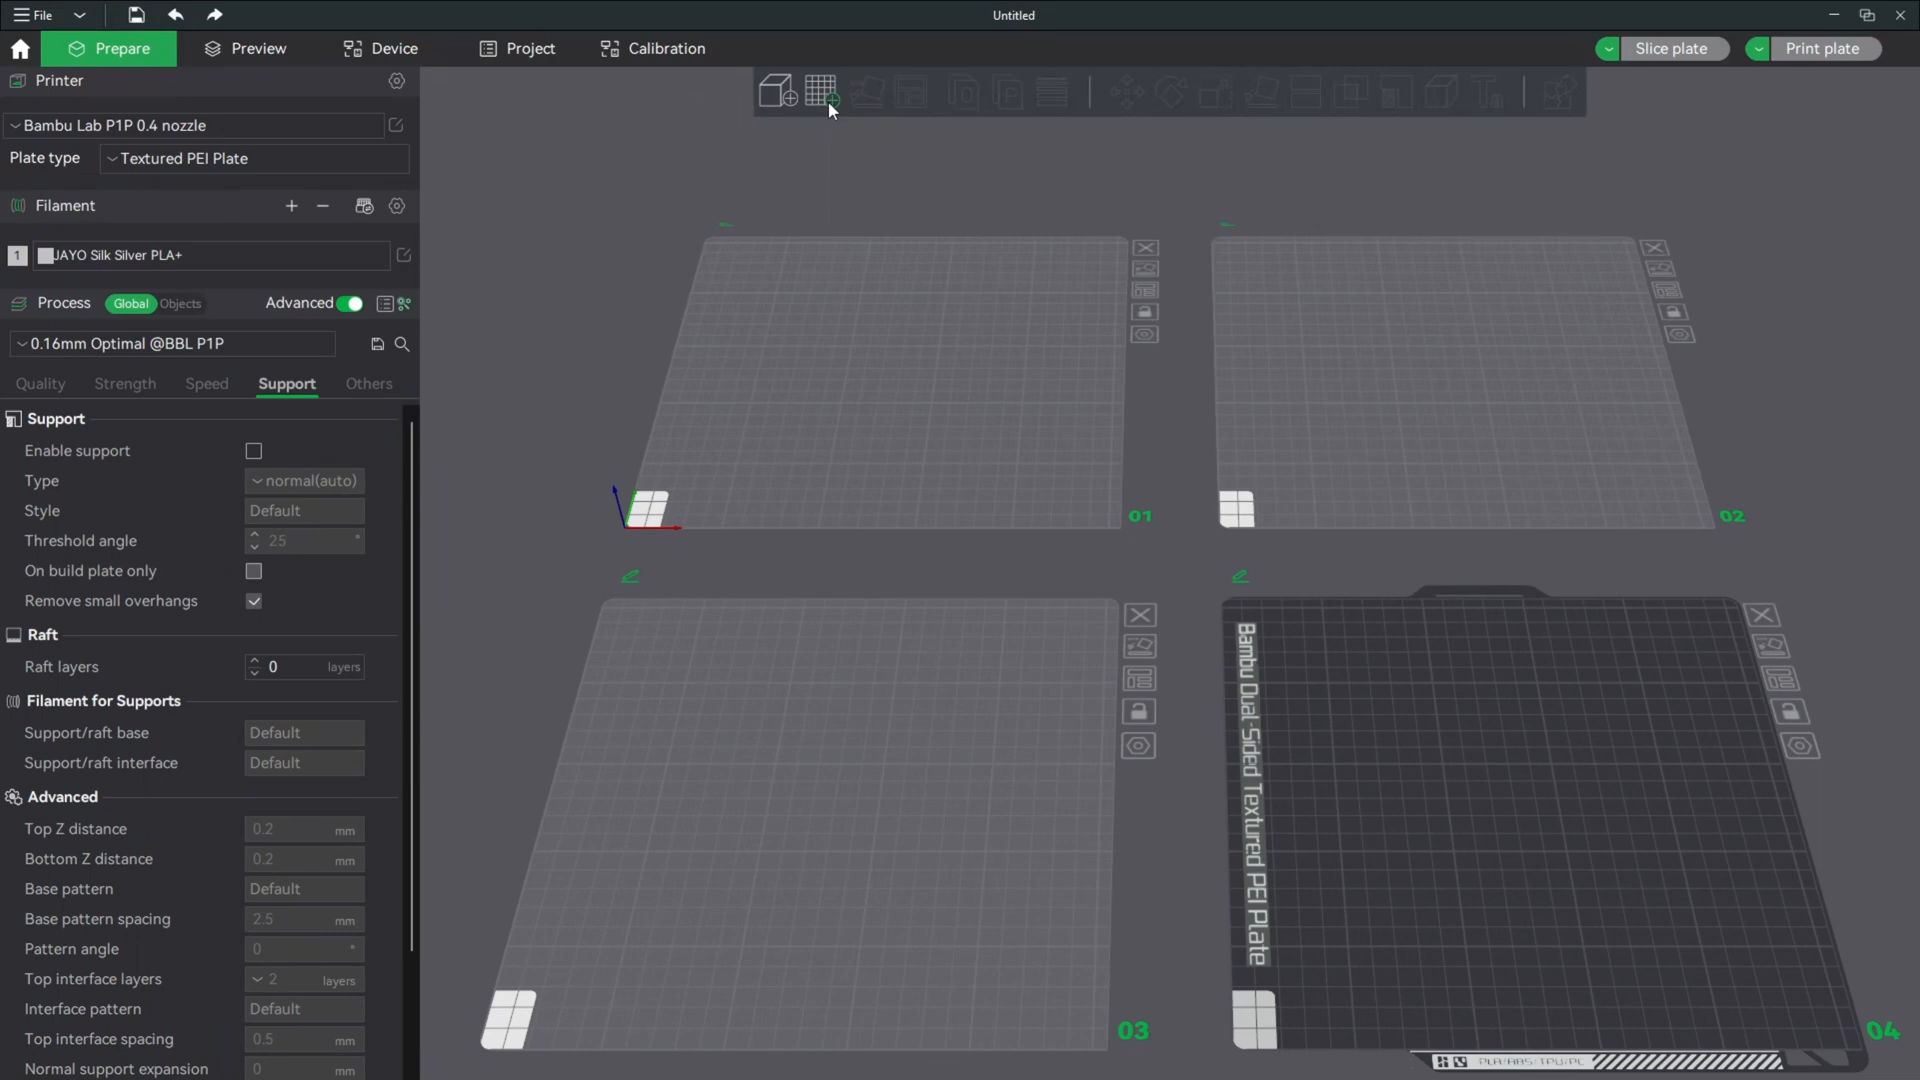 File
Untitled
Prepare
Preview
Device
Project
Calibration
Slice plate
Print plate
Printer
Bambu Lab P1P 0.4 nozzle
Plate type
Textured PEI Plate
Filament
1
JAYO Silk Silver PLA+
Process
Global
Objects
Advanced
0.16mm Optimal @BBL P1P
Quality
Strength
Speed
Support
Others
Support
Enable support
Type
normal(auto)
Style
Default
Threshold angle
25 °
On build plate only
Remove small overhangs
Raft
Raft layers
0 layers
Filament for Supports
Support/raft base
Default
Support/raft interface
Default
Advanced
Top Z distance
0.2 mm
Bottom Z distance
0.2 mm
Base pattern
Default
Base pattern spacing
2.5 mm
Pattern angle
0 °
Top interface layers
2 layers
Interface pattern
Default
Top interface spacing
0.5 mm
Normal support expansion
0 mm
01
02
03
04
Bambu Dual-Sided Textured PEI Plate
PLA/ABS/TPU/PC